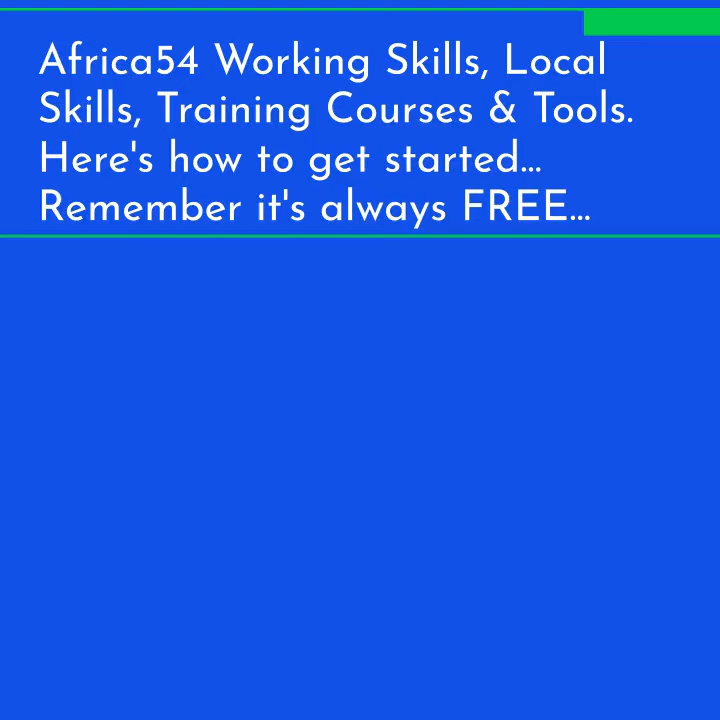 Africa54 Working Skills, Local
Skills, Training Courses & Tools.
Here's how to get started...
Remember it's always FREE...